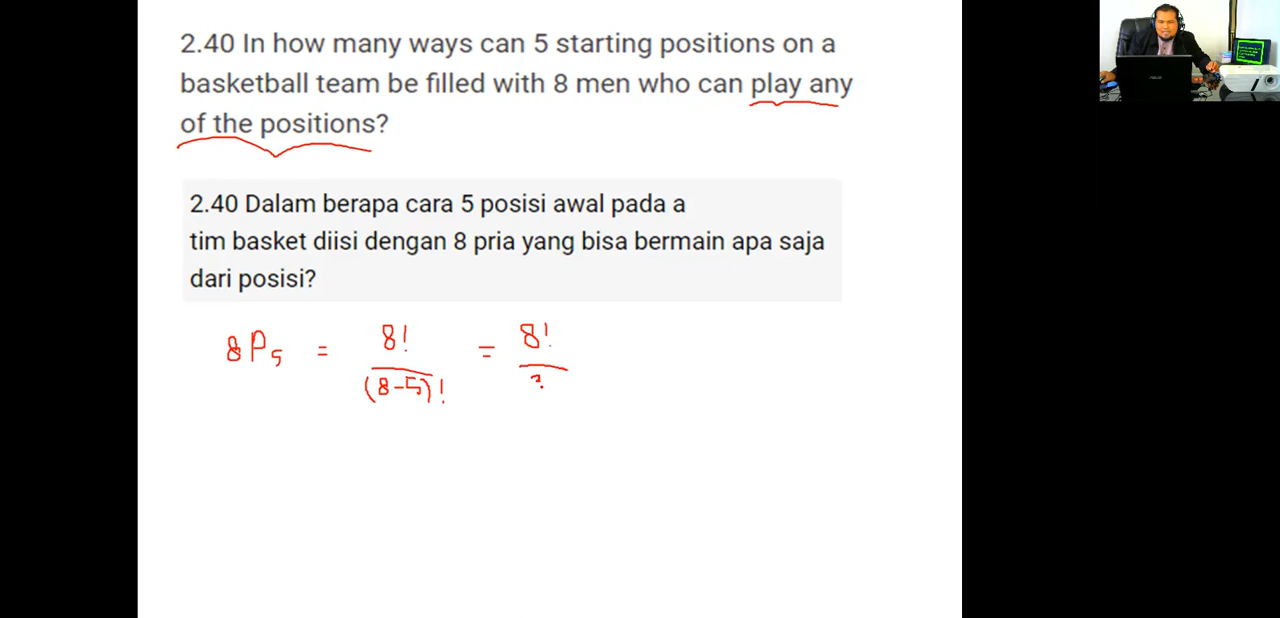 2.40 In how many ways can 5 starting positions on a
basketball team be filled with 8 men who can play any
of the positions?
2.40 Dalam berapa cara 5 posisi awal pada a
tim basket diisi dengan 8 pria yang bisa bermain apa saja
dari posisi?
8P5 = 8! / (8-5)! = 8! / 3